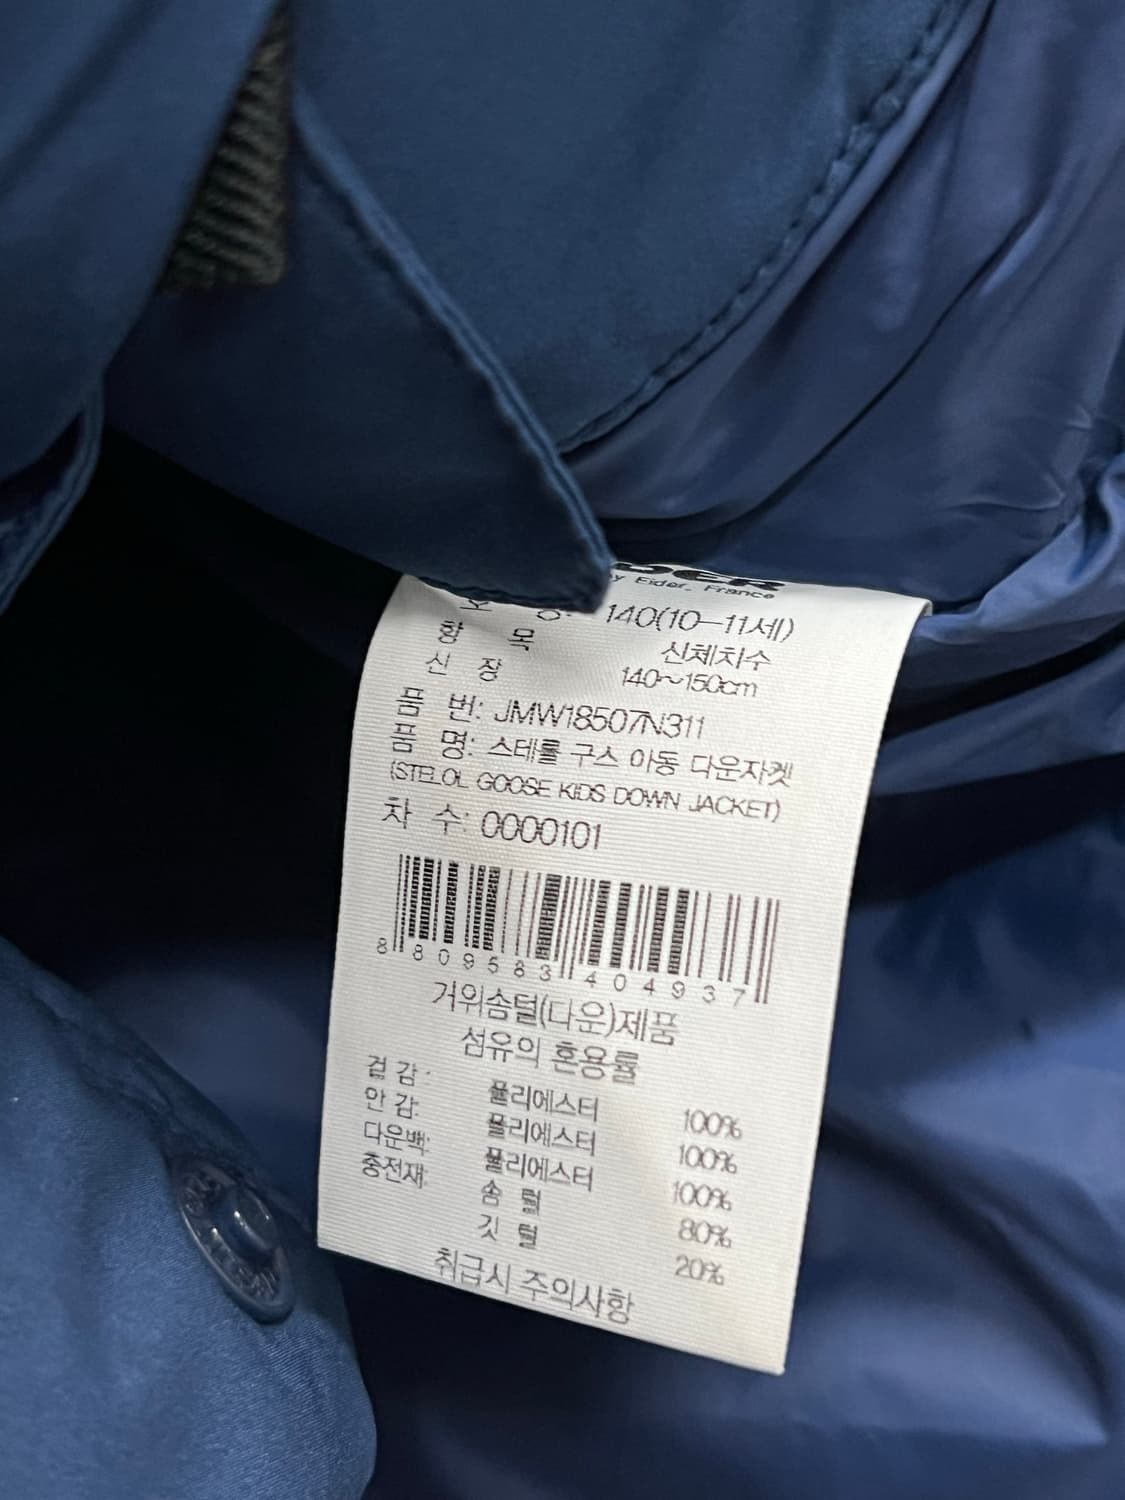 by Eider, France
140(10-11세)
항 목 신체치수
신 장 140~150cm
품 번: JMW18507N311
품 명: 스테롤 구스 아동 다운자켓
(STEROL GOOSE KIDS DOWN JACKET)
차 수: 0000101
8 809583 404937
거위솜털(다운)제품
섬유의 혼용률
겉 감: 폴리에스터 100%
안 감: 폴리에스터 100%
다운백: 폴리에스터 100%
충전재: 솜 털 80%
깃 털 20%
취급시 주의사항